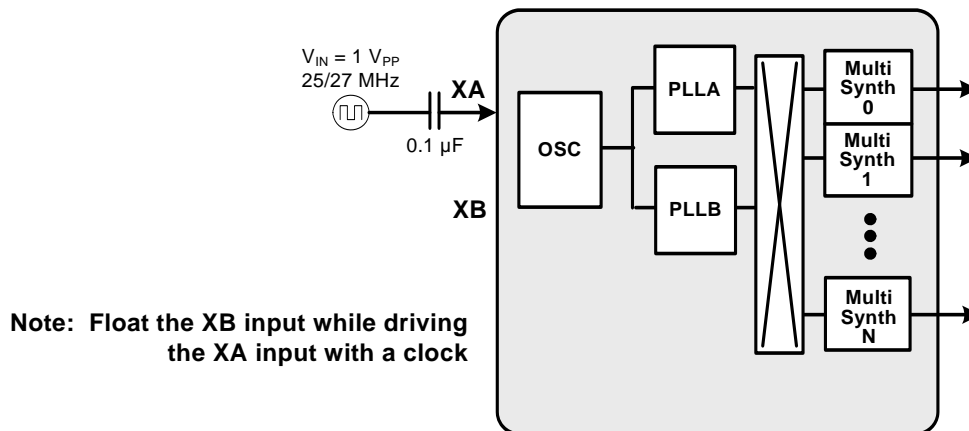 V_IN = 1 V_PP
25/27 MHz
XA
0.1 µF
XB
OSC
PLLA
PLLB
Multi
Synth
0
Multi
Synth
1
Multi
Synth
N
Note: Float the XB input while driving
the XA input with a clock